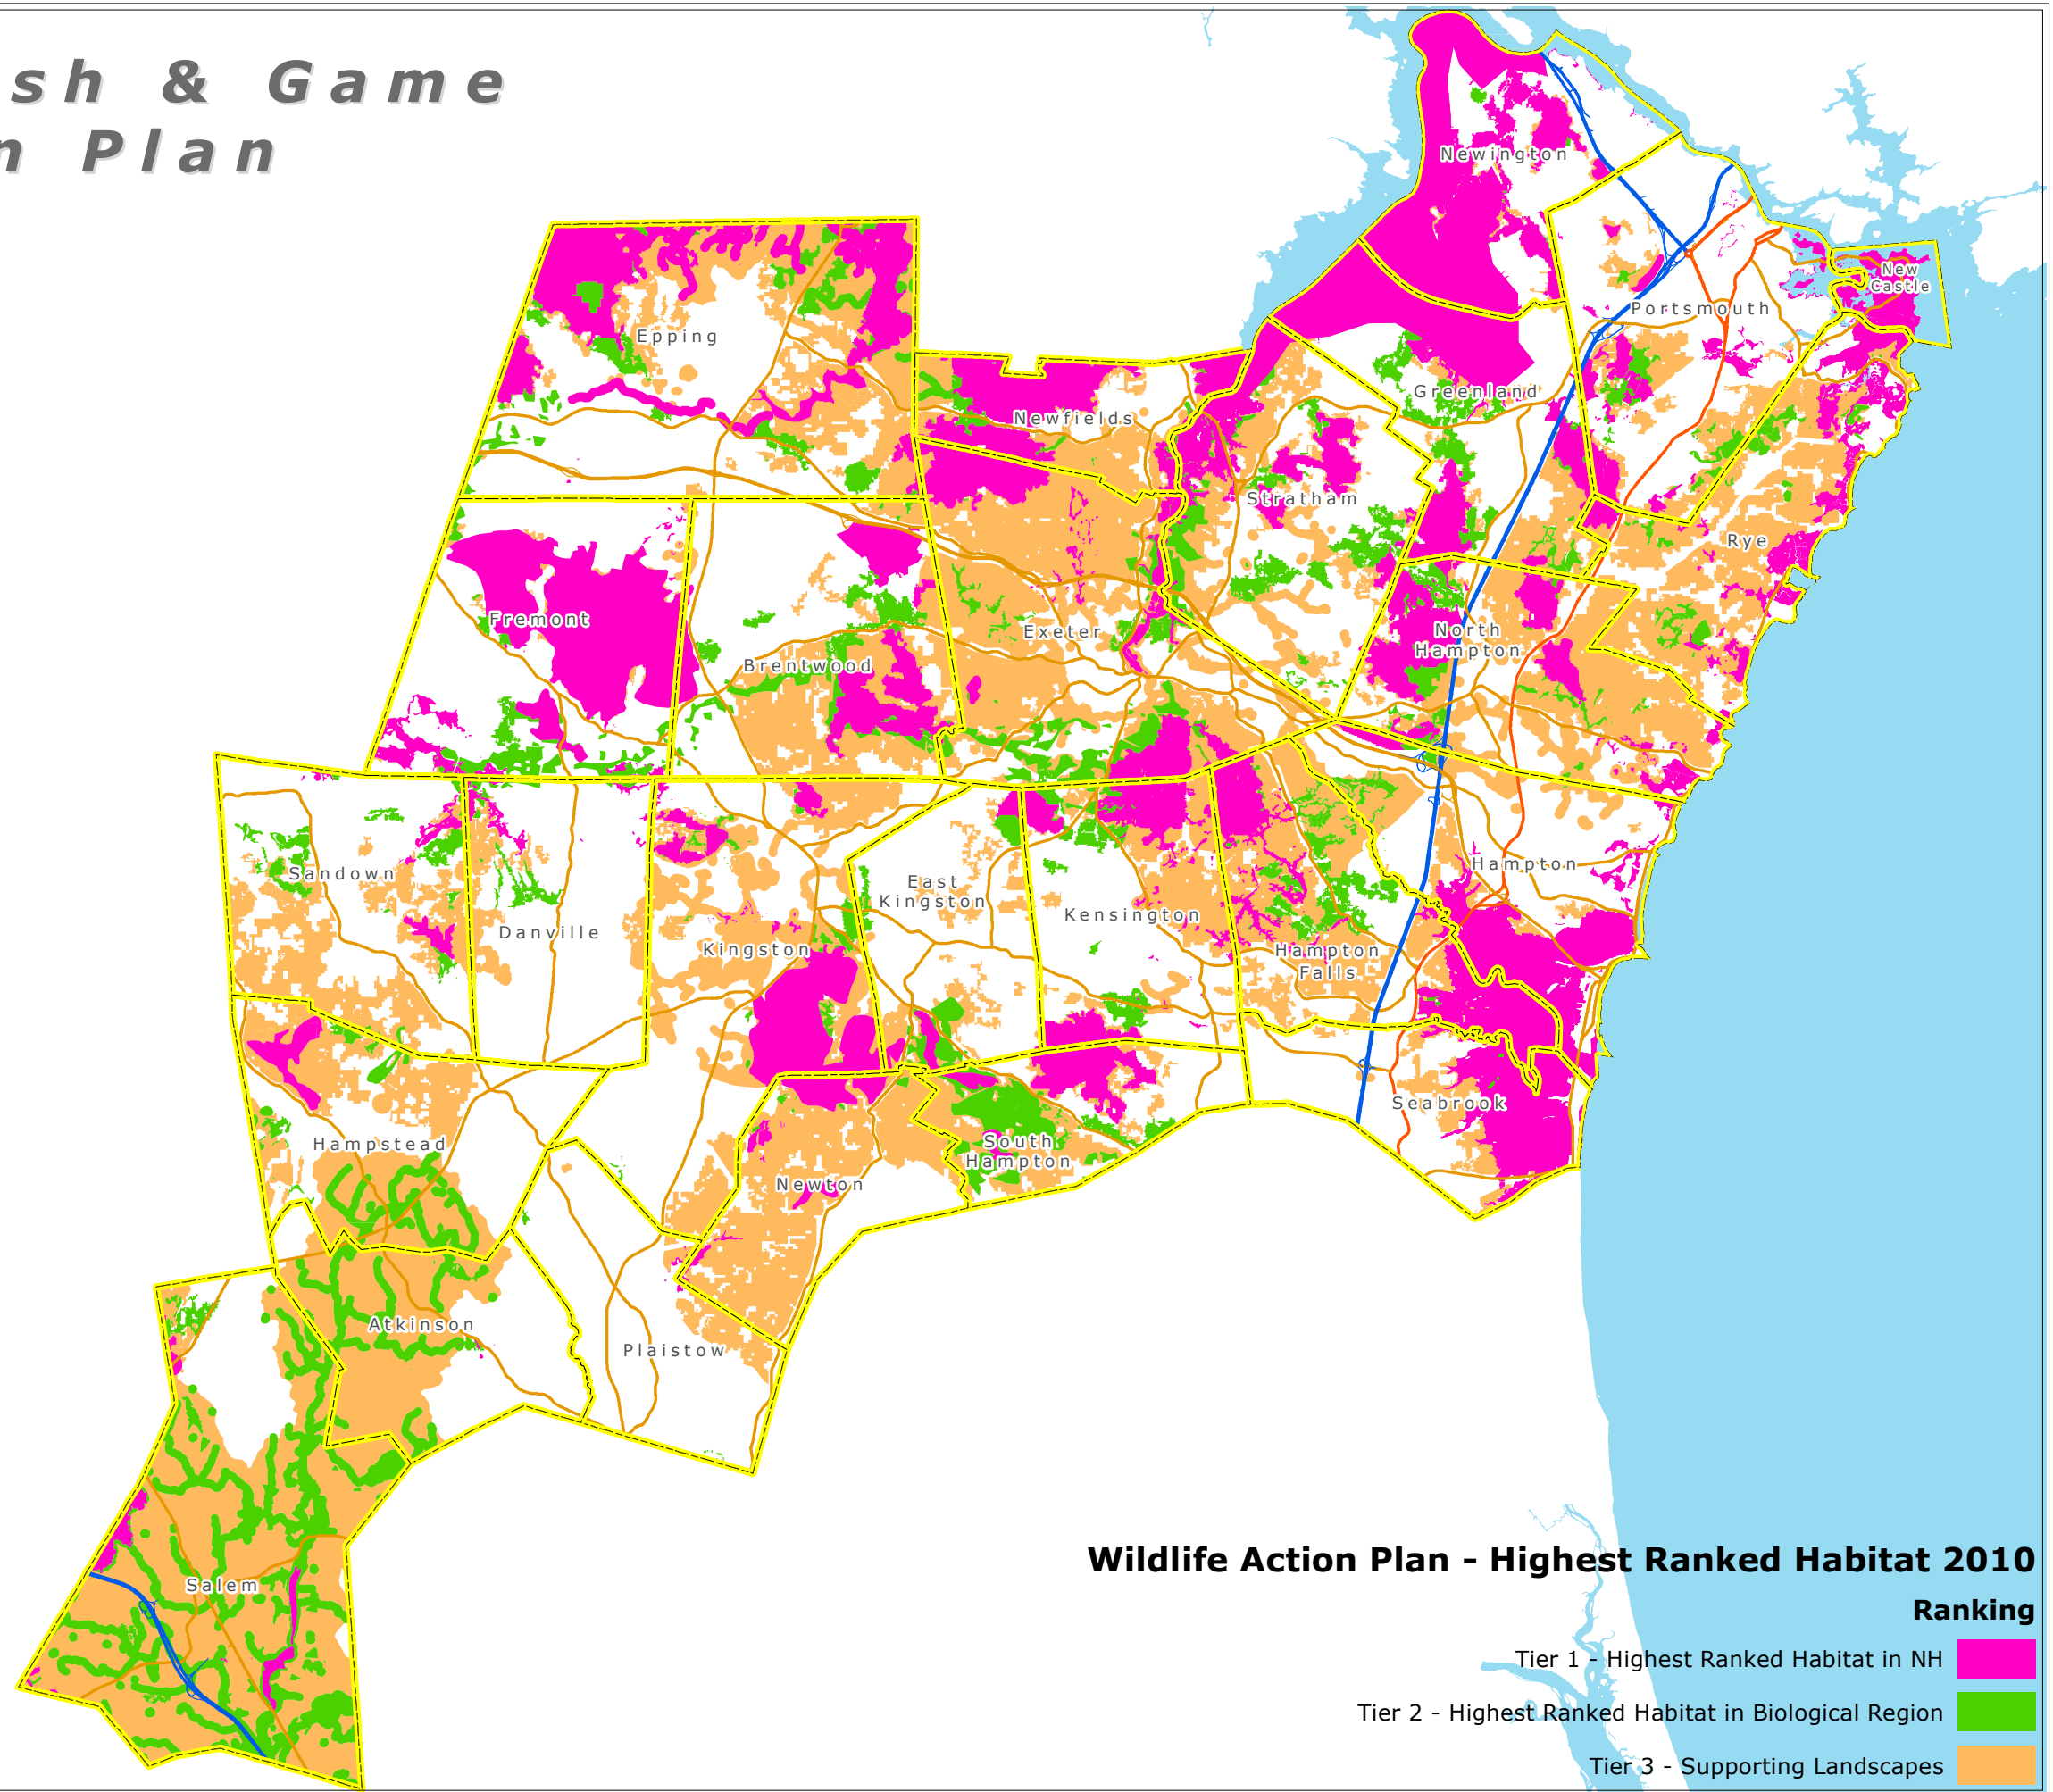 sh & Game
n Plan
Newington
New
Castle
Portsmouth
Epping
Greenland
Newfields
Stratham
Rye
Fremont
Exeter
North
Hampton
Brentwood
Hampton
Sandown
East
Kingston
Kensington
Danville
Kingston
Hampton
Falls
Seabrook
Hampstead
South
Hampton
Newton
Atkinson
Plaistow
Salem
Wildlife Action Plan - Highest Ranked Habitat 2010
Ranking
Tier 1 - Highest Ranked Habitat in NH
Tier 2 - Highest Ranked Habitat in Biological Region
Tier 3 - Supporting Landscapes